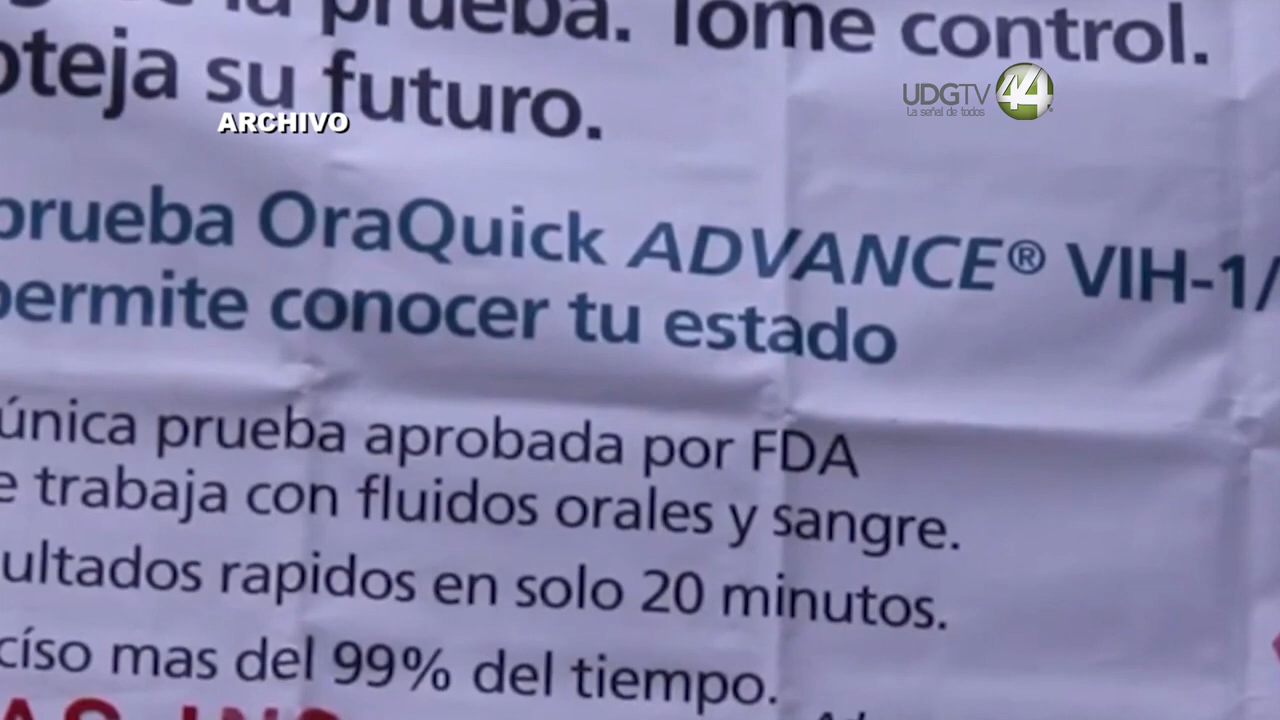 la prueba. Tome control.
oteja su futuro.
ARCHIVO
UDGTV 44
La señal de todos
prueba OraQuick ADVANCE® VIH-1/
permite conocer tu estado
única prueba aprobada por FDA
e trabaja con fluidos orales y sangre.
ultados rapidos en solo 20 minutos.
císo mas del 99% del tiempo.